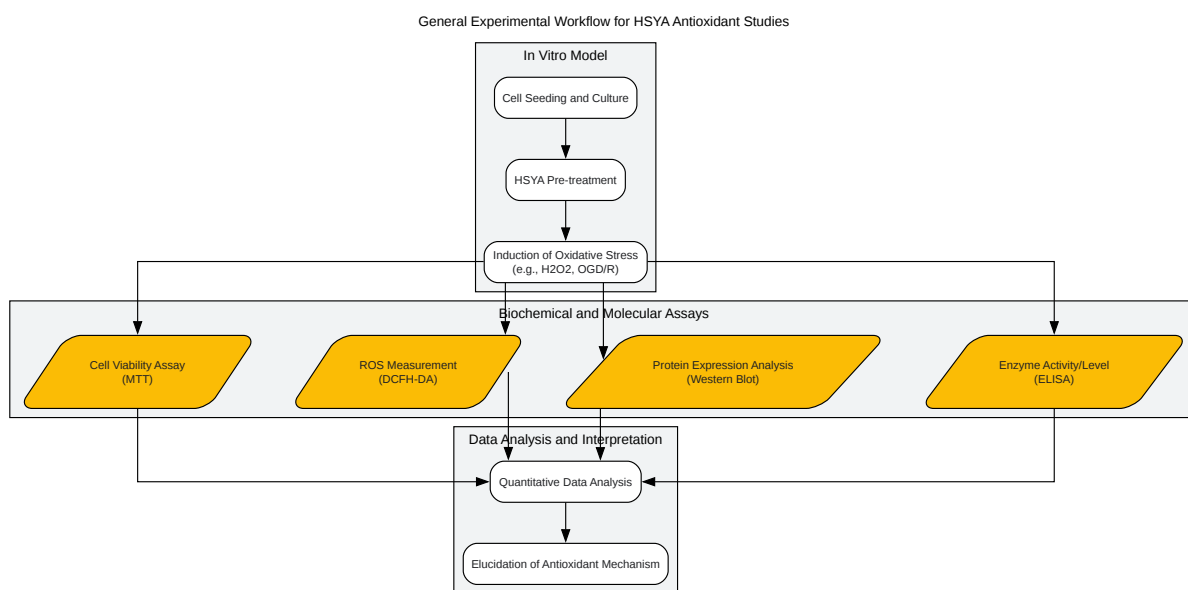 General Experimental Workflow for HSYA Antioxidant Studies
In Vitro Model
Cell Seeding and Culture
HSYA Pre-treatment
Induction of Oxidative Stress
(e.g., H2O2, OGD/R)
Biochemical and Molecular Assays
Cell Viability Assay
(MTT)
ROS Measurement
(DCFH-DA)
Protein Expression Analysis
(Western Blot)
Enzyme Activity/Level
(ELISA)
Data Analysis and Interpretation
Quantitative Data Analysis
Elucidation of Antioxidant Mechanism